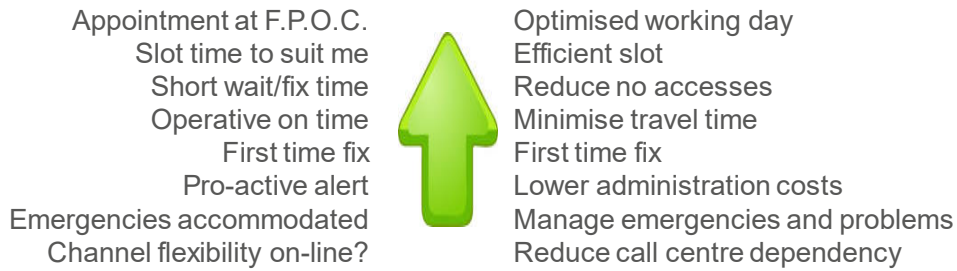 Appointment at F.P.O.C.
Slot time to suit me
Short wait/fix time
Operative on time
First time fix
Pro-active alert
Emergencies accommodated
Channel flexibility on-line?
Optimised working day
Efficient slot
Reduce no accesses
Minimise travel time
First time fix
Lower administration costs
Manage emergencies and problems
Reduce call centre dependency